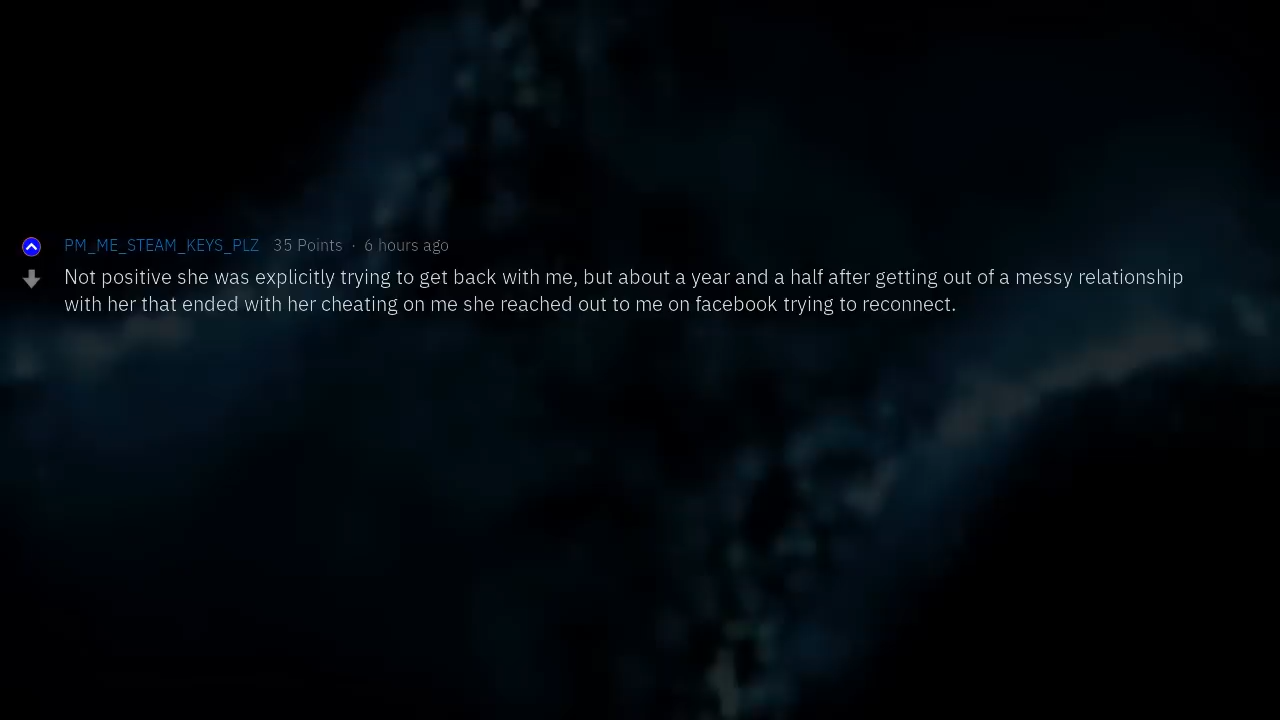 PM_ME_STEAM_KEYS_PLZ 35 Points · 6 hours ago
Not positive she was explicitly trying to get back with me, but about a year and a half after getting out of a messy relationship
with her that ended with her cheating on me she reached out to me on facebook trying to reconnect.